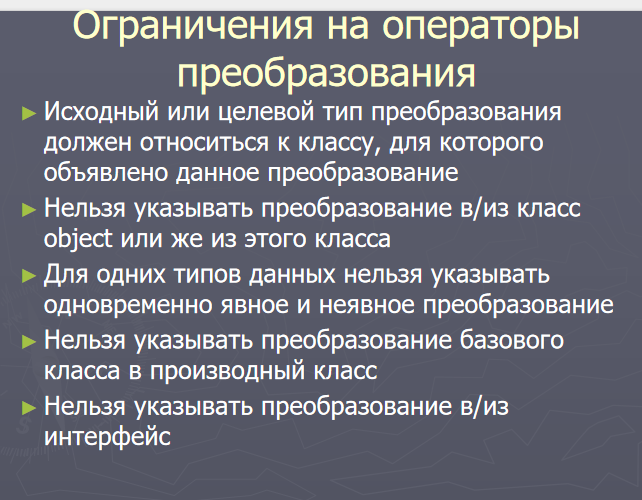 Ограничения на операторы
преобразования
► Исходный или целевой тип преобразования
должен относиться к классу, для которого
объявлено данное преобразование
► Нельзя указывать преобразование в/из класс
object или же из этого класса
► Для одних типов данных нельзя указывать
одновременно явное и неявное преобразование
► Нельзя указывать преобразование базового
класса в производный класс
► Нельзя указывать преобразование в/из
интерфейс